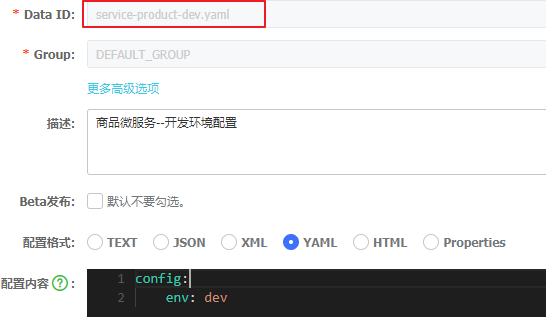 * Data ID: service-product-dev.yaml
* Group: DEFAULT_GROUP
更多高级选项
描述: 商品微服务--开发环境配置
Beta发布: 默认不要勾选。
配置格式: TEXT JSON XML YAML HTML Properties
配置内容 ? : 1 config:
2 env: dev